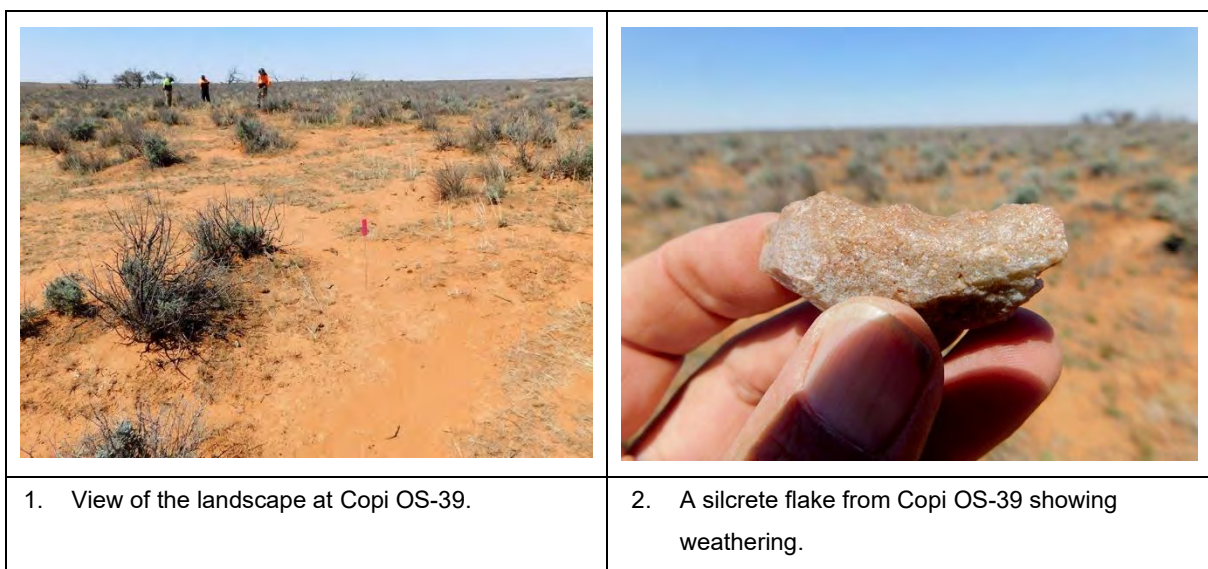 1. View of the landscape at Copi OS-39.
2. A silcrete flake from Copi OS-39 showing
weathering.